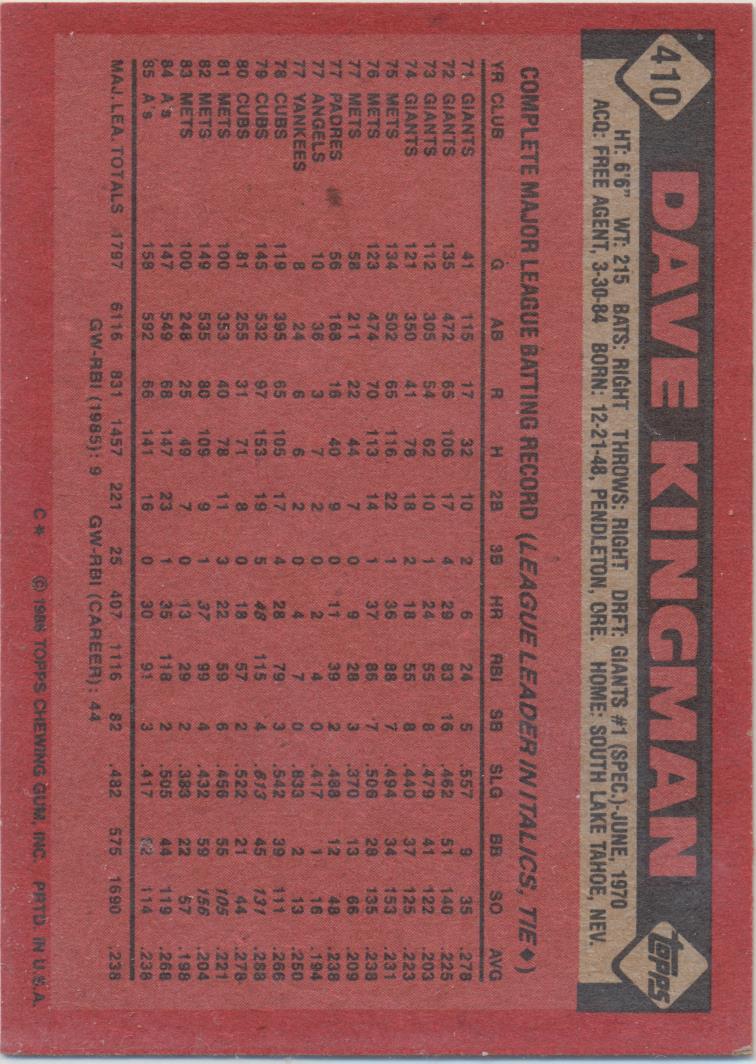 410 DAVE KINGMAN topps
HT: 6'6" WT: 215 BATS: RIGHT THROWS: RIGHT DRFT: GIANTS #1 (SPEC.)-JUNE, 1970
ACQ: FREE AGENT, 3-30-84 BORN: 12-21-48, PENDLETON, ORE. HOME: SOUTH LAKE TAHOE, NEV.
COMPLETE MAJOR LEAGUE BATTING RECORD (LEAGUE LEADER IN ITALICS, TIE ♦)
YR CLUB G AB R H 2B 3B HR RBI SB SLG BB SO AVG
71 GIANTS 41 115 17 32 10 2 6 24 5 .557 9 35 .278
72 GIANTS 135 472 65 106 17 4 29 83 16 .462 51 140 .225
73 GIANTS 112 305 54 62 10 1 24 55 8 .479 41 122 .203
74 GIANTS 121 350 41 78 18 2 18 55 8 .440 37 125 .223
75 METS 134 502 65 116 22 1 36 88 7 .494 34 153 .231
76 METS 123 474 70 113 14 1 37 86 7 .506 28 135 .238
77 METS 58 211 22 44 7 0 9 28 3 .370 13 66 .209
77 PADRES 56 168 16 40 9 0 11 39 2 .488 12 48 .238
77 ANGELS 10 36 3 7 2 0 2 4 0 .417 1 16 .194
77 YANKEES 8 24 6 6 2 0 4 7 0 .833 2 13 .250
78 CUBS 119 395 65 105 17 4 28 79 3 .542 39 111 .266
79 CUBS 145 532 97 153 19 5 48 115 4 .613 45 131 .288
80 CUBS 81 255 31 71 8 0 18 57 2 .522 21 44 .278
81 METS 100 353 40 78 11 3 22 59 6 .456 55 105 .221
82 METS 149 535 80 109 9 1 37 99 4 .432 59 156 .204
83 METS 100 248 25 49 7 0 13 29 2 .383 22 57 .198
84 A's 147 549 68 147 23 1 35 118 2 .505 44 119 .268
85 A's 158 592 66 141 16 0 30 91 3 .417 62 114 .238
MAJ. LEA. TOTALS 1797 6116 831 1457 221 25 407 1116 82 .482 575 1690 .238
GW-RBI (1985): 9 GW-RBI (CAREER): 44
C* © 1986 TOPPS CHEWING GUM, INC. PRTD. IN U.S.A.